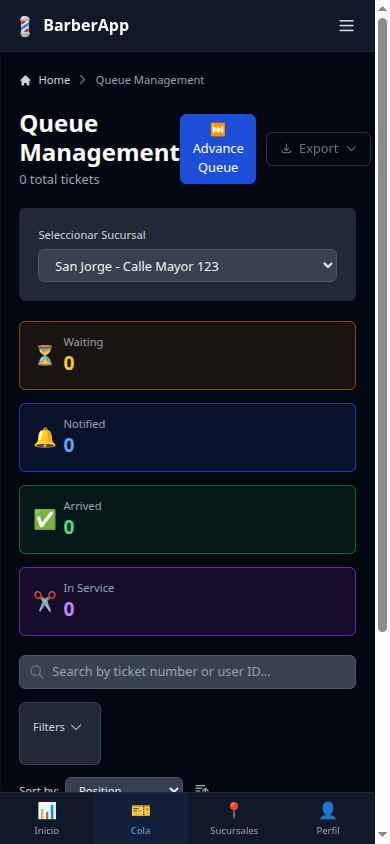 BarberApp
Home > Queue Management
Queue
Management
0 total tickets
Advance
Queue
Export
Seleccionar Sucursal
San Jorge - Calle Mayor 123
Waiting
0
Notified
0
Arrived
0
In Service
0
Search by ticket number or user ID...
Filters
Sort by: Position
Inicio
Cola
Sucursales
Perfil